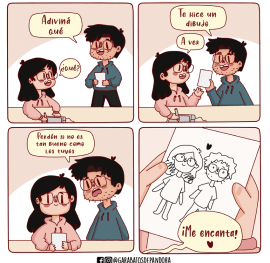 Adiviná
qué
¿Qué?
Te hice un
dibujo
A ver
Perdón si no es
tan bueno como
los tuyos
¡Me encanta!
@GARABATOSDEPANDORA